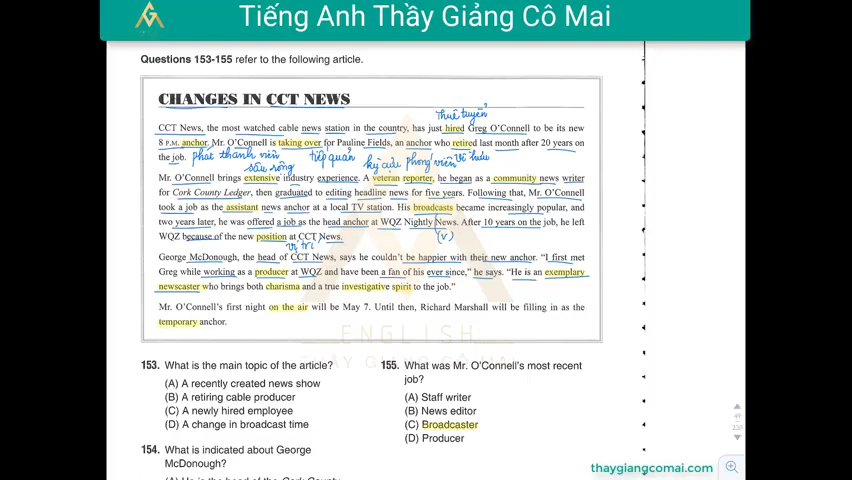 Tiếng Anh Thầy Giảng Cô Mai
Questions 153-155 refer to the following article.
CHANGES IN CCT NEWS
thuê tuyển
CCT News, the most watched cable news station in the country, has just hired Greg O'Connell to be its new
8 P.M. anchor. Mr. O'Connell is taking over for Pauline Fields, an anchor who retired last month after 20 years on
the job. phát thanh viên tiếp quản kỳ cựu phóng viên về hưu
sâu rộng
Mr. O'Connell brings extensive industry experience. A veteran reporter, he began as a community news writer
for Cork County Ledger, then graduated to editing headline news for five years. Following that, Mr. O'Connell
took a job as the assistant news anchor at a local TV station. His broadcasts became increasingly popular, and
two years later, he was offered a job as the head anchor at WQZ Nightly News. After 10 years on the job, he left
WQZ because of the new position at CCT News. (v)
vị trí
George McDonough, the head of CCT News, says he couldn't be happier with their new anchor. "I first met
Greg while working as a producer at WQZ and have been a fan of his ever since," he says. "He is an exemplary
newscaster who brings both charisma and a true investigative spirit to the job."
Mr. O'Connell's first night on the air will be May 7. Until then, Richard Marshall will be filling in as the
temporary anchor.
ENGLISH
THẦY GIẢNG CÔ MAI
153. What is the main topic of the article?
(A) A recently created news show
(B) A retiring cable producer
(C) A newly hired employee
(D) A change in broadcast time
154. What is indicated about George
McDonough?
(A) He is the head of the Cork County
155. What was Mr. O'Connell's most recent
job?
(A) Staff writer
(B) News editor
(C) Broadcaster
(D) Producer
49
thaygiangcomai.com